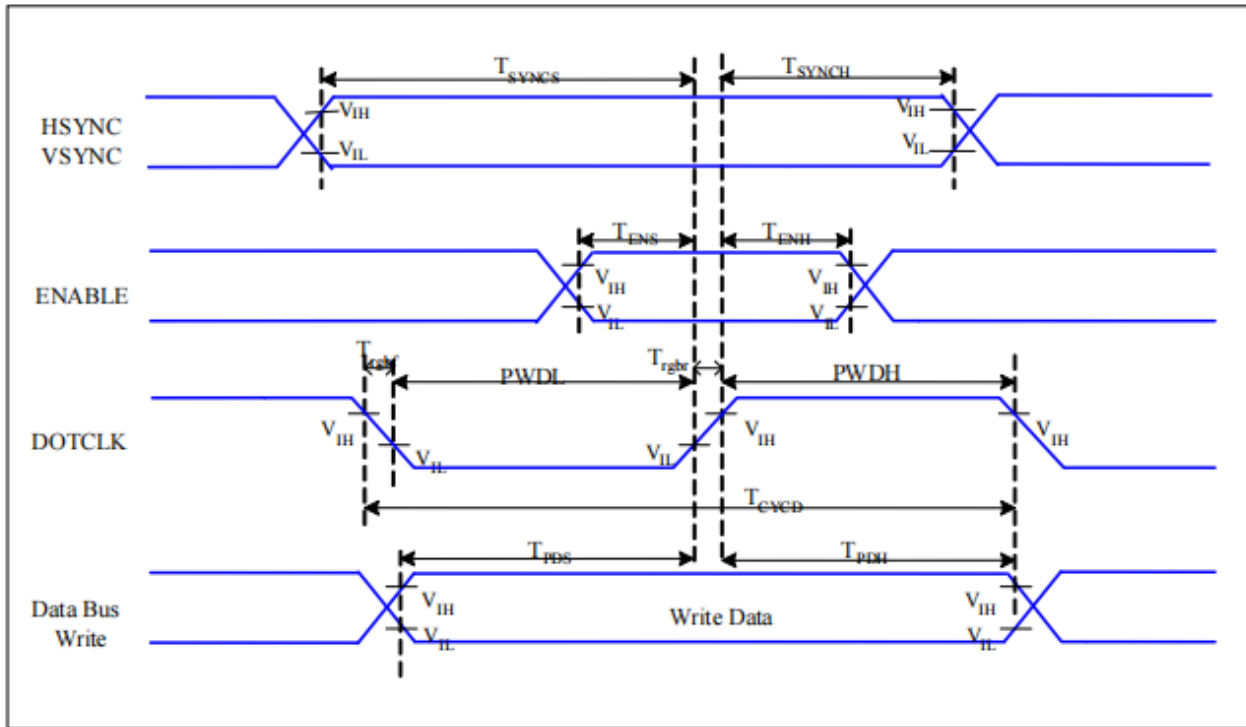 TSYNCS TSYNCH
HSYNC
VSYNC
VIH VIH
VIL VIL
TENS TENH
ENABLE
VIH VIH
VIL VIL
Trgbf PWDL Trgbr PWDH
DOTCLK
VIH VIL VIL VIH VIH
TCYCD
TPDS TPDH
Data Bus
Write
VIH Write Data VIH
VIL VIL